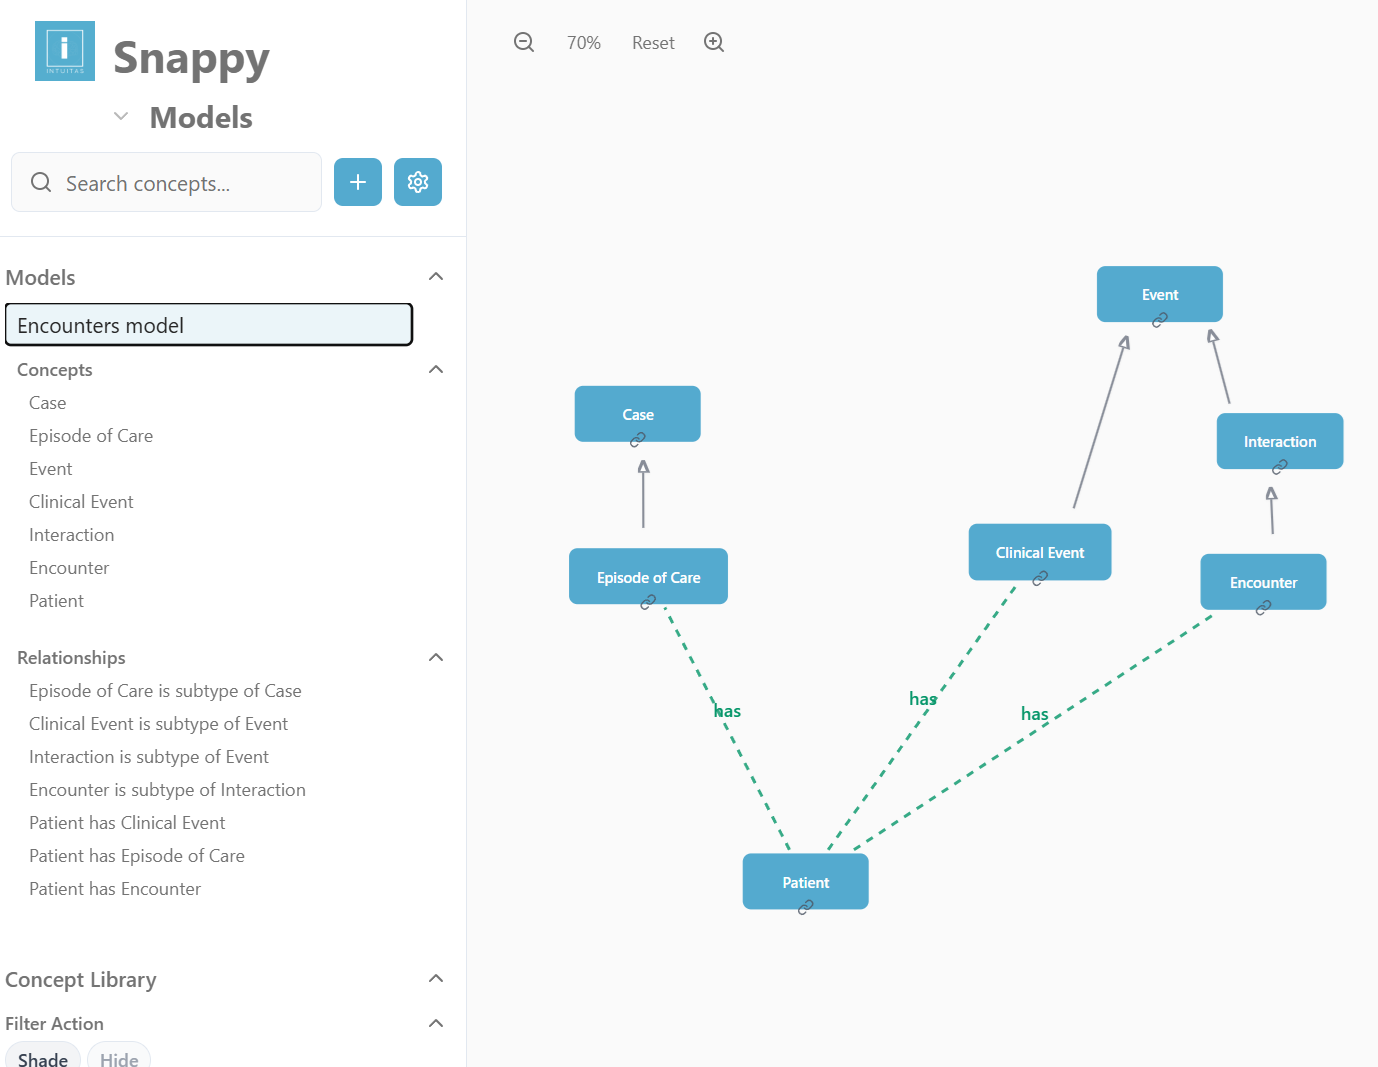 i
INTUITAS
Snappy
Models
Search concepts...
Models
Encounters model
Concepts
Case
Episode of Care
Event
Clinical Event
Interaction
Encounter
Patient
Relationships
Episode of Care is subtype of Case
Clinical Event is subtype of Event
Interaction is subtype of Event
Encounter is subtype of Interaction
Patient has Clinical Event
Patient has Episode of Care
Patient has Encounter
Concept Library
Filter Action
Shade Hide
70% Reset
Event
Case
Interaction
Clinical Event
Episode of Care
Encounter
has
has
has
Patient